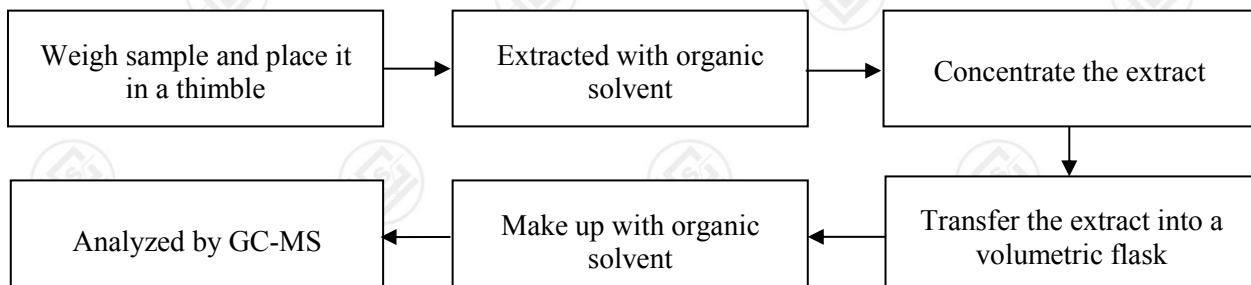 Weigh sample and place it
in a thimble
Extracted with organic
solvent
Concentrate the extract
Transfer the extract into a
volumetric flask
Make up with organic
solvent
Analyzed by GC-MS